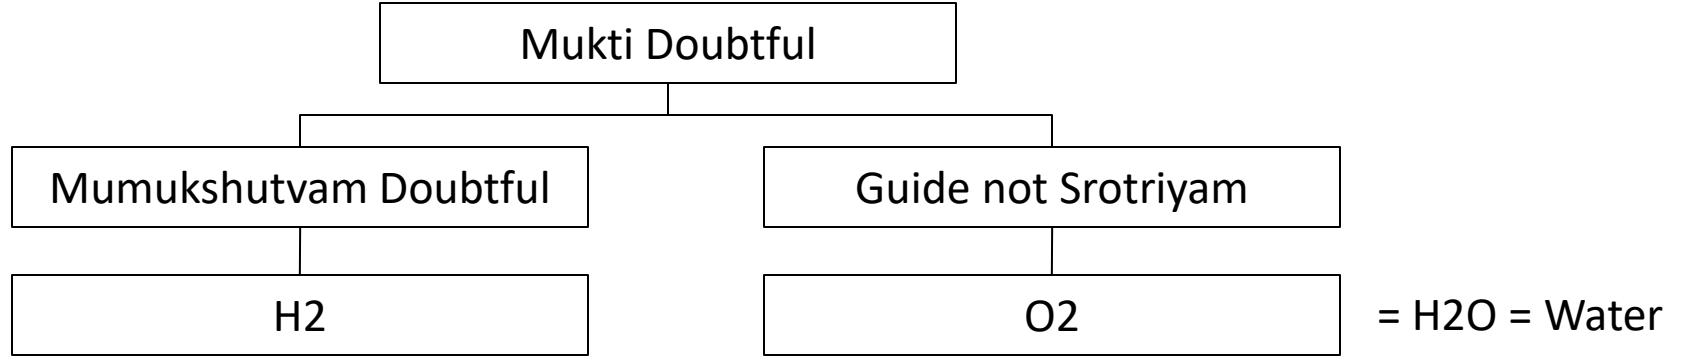 Mukti Doubtful
Mumukshutvam Doubtful
Guide not Srotriyam
H2
O2
= H2O = Water